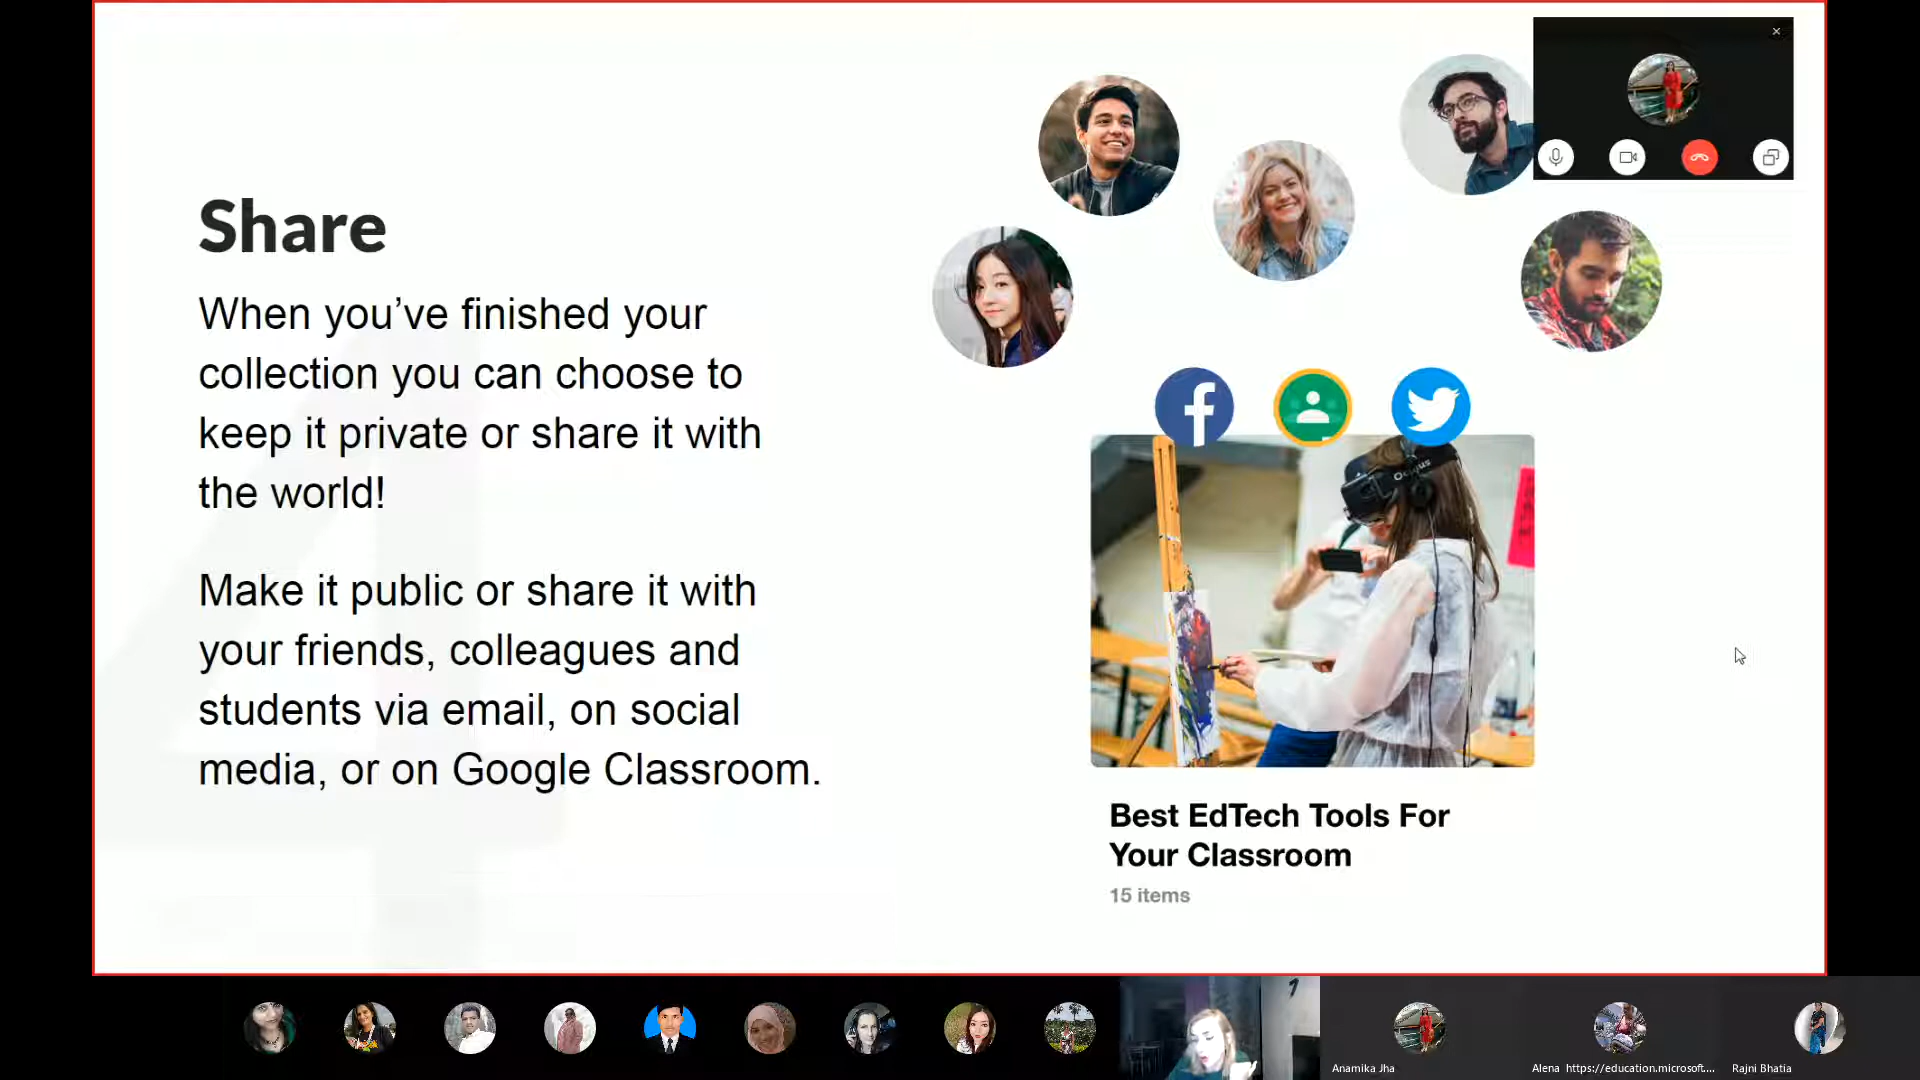 Share
When you’ve finished your
collection you can choose to
keep it private or share it with
the world!
Make it public or share it with
your friends, colleagues and
students via email, on social
media, or on Google Classroom.
Oculus
Best EdTech Tools For
Your Classroom
15 items
Anamika Jha
Alena https://education.microsoft....
Rajni Bhatia